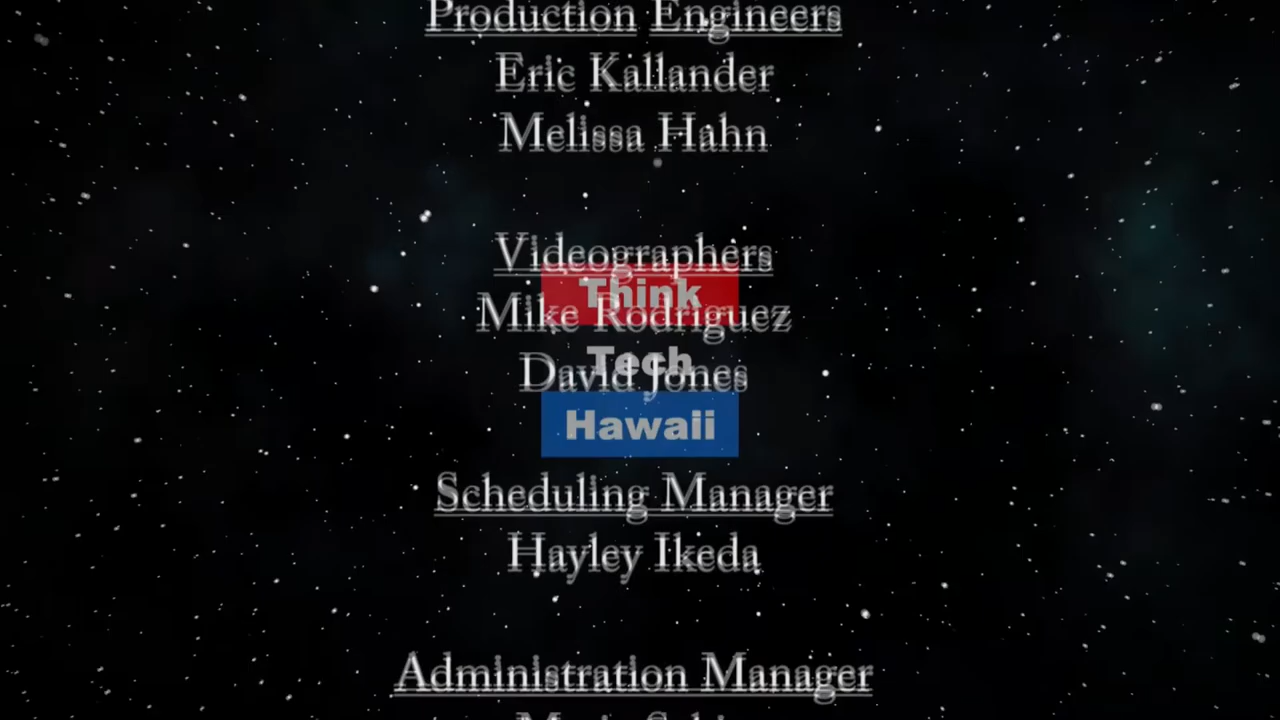 Production Engineers
Eric Kallander
Melissa Hahn
Videographers
Think
Mike Rodriguez
Tech
David Jones
Hawaii
Scheduling Manager
Hayley Ikeda
Administration Manager